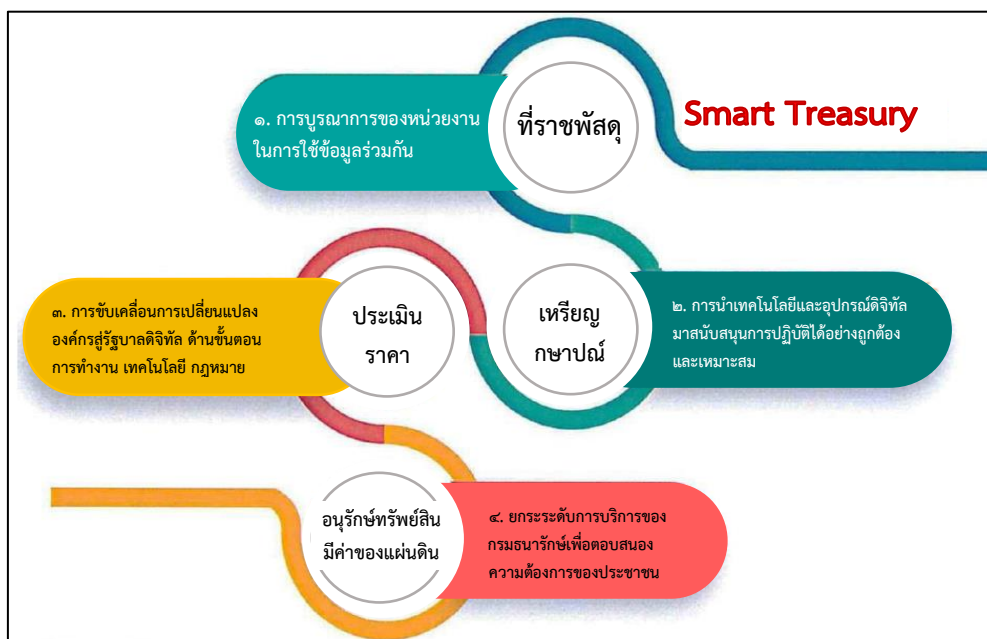 Smart Treasury
๑. การบูรณาการของหน่วยงาน
ในการใช้ข้อมูลร่วมกัน
ที่ราชพัสดุ
๒. การนำเทคโนโลยีและอุปกรณ์ดิจิทัล
มาสนับสนุนการปฏิบัติได้อย่างถูกต้อง
และเหมาะสม
เหรียญ
กษาปณ์
๓. การขับเคลื่อนการเปลี่ยนแปลง
องค์กรสู่รัฐบาลดิจิทัล ด้านขั้นตอน
การทำงาน เทคโนโลยี กฎหมาย
ประเมิน
ราคา
อนุรักษ์ทรัพย์สิน
มีค่าของแผ่นดิน
๔. ยกระระดับการบริการของ
กรมธนารักษ์เพื่อตอบสนอง
ความต้องการของประชาชน